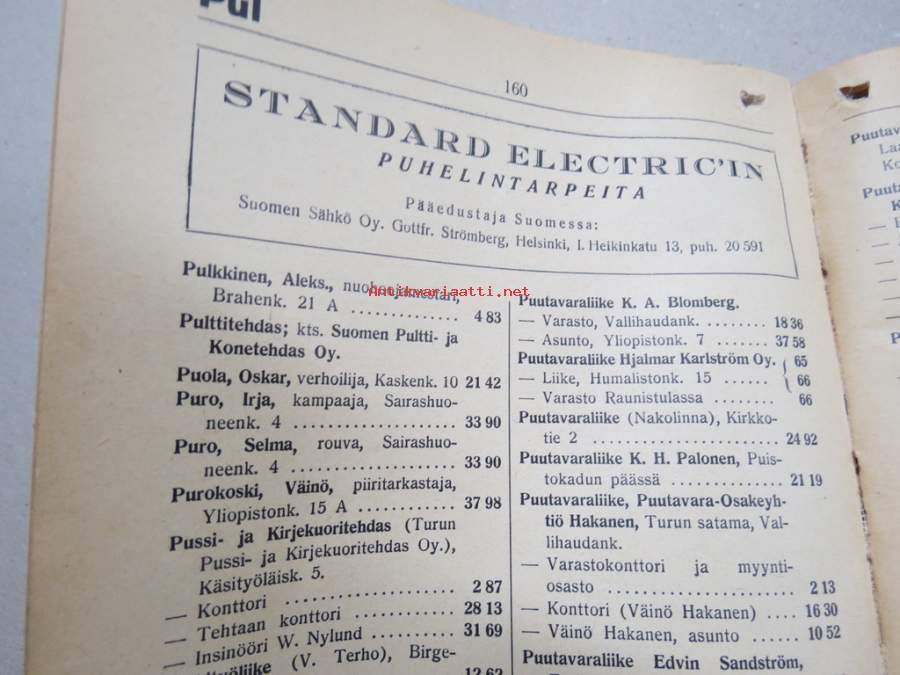 Pul
160
STANDARD ELECTRIC'IN
PUHELINTARPEITA
Pääedustaja Suomessa:
Suomen Sähkö Oy. Gottfr. Strömberg, Helsinki, I. Heikinkatu 13, puh. 20 591
Antikvariaatti.net
Pulkkinen, Aleks., nuohoojamestari,
Brahenk. 21 A .............. 4 83
Pulttitehdas; kts. Suomen Pultti- ja
Konetehdas Oy.
Puola, Oskar, verhoilija, Kaskenk. 10 21 42
Puro, Irja, kampaaja, Sairashuo-
neenk. 4 ..................... 33 90
Puro, Selma, rouva, Sairashuo-
neenk. 4 ..................... 33 90
Purokoski, Väinö, piiritarkastaja,
Yliopistonk. 15 A ............ 37 98
Pussi- ja Kirjekuoritehdas (Turun
Pussi- ja Kirjekuoritehdas Oy.),
Käsityöläisk. 5.
— Konttori .................. 2 87
— Tehtaan konttori ............. 28 13
— Insinööri W. Nylund .......... 31 69
(V. Terho), Birge-
Puutavaraliike K. A. Blomberg.
— Varasto, Vallihaudank. ........ 18 36
— Asunto, Yliopistonk. 7 ....... 37 58
Puutavaraliike Hjalmar Karlström Oy. 65
— Liike, Humalistonk. 15 ...... 66
— Varasto Raunistulassa ........ 66
Puutavaraliike (Nakolinna), Kirkko-
tie 2 ........................ 24 92
Puutavaraliike K. H. Palonen, Puis-
tokadun päässä .............. 21 19
Puutavaraliike, Puutavara-Osakeyh-
tiö Hakanen, Turun satama, Val-
lihaudank.
— Varastokonttori ja myynti-
osasto ....................... 2 13
— Konttori (Väinö Hakanen) .... 16 30
— Väinö Hakanen, asunto ...... 10 52
Puutavaraliike Edvin Sandström,